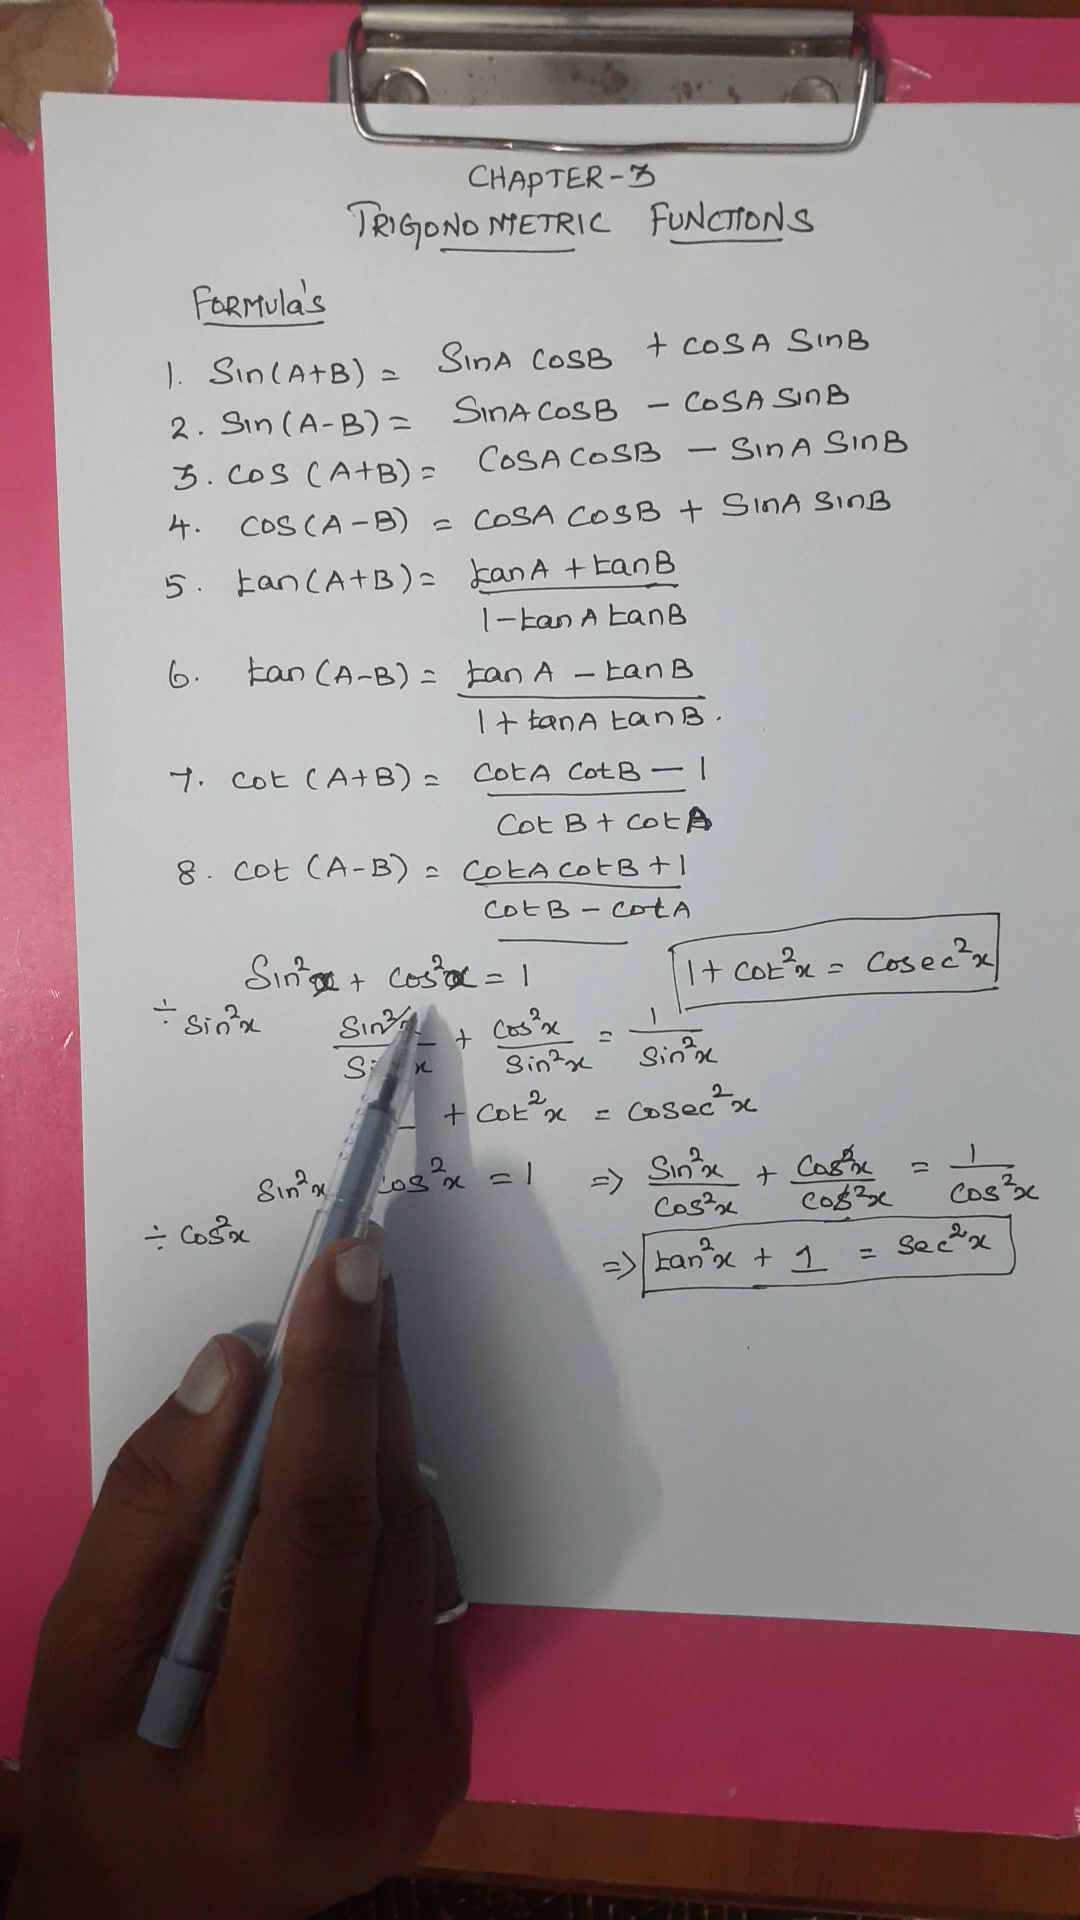 CHAPTER-3
TRIGONOMETRIC FUNCTIONS
FORMULa's
1. Sin(A+B) = SinA COSB + COSA SinB
2. Sin(A-B) = SinA COSB - COSA SinB
3. COS (A+B) = COSA COSB - SinA SinB
4. COS(A-B) = COSA COSB + SinA SinB
5. tan(A+B) = tanA + tanB
1-tanA tanB
6. tan(A-B) = tanA - tanB
1 + tanA tanB.
7. cot (A+B) = cotA cotB - 1
cot B + cotA
8. cot (A-B) = cotA cotB + 1
cotB - cotA
Sin²x + cos²x = 1
1 + cot²x = cosec²x
÷ sin²x
Sin²x + cos²x = 1
Sin²x Sin²x
+ cot²x = cosec²x
Sin²x cos²x = 1 => Sin²x + cos²x = 1
cos²x cos²x cos²x
÷ cos²x
=> tan²x + 1 = sec²x